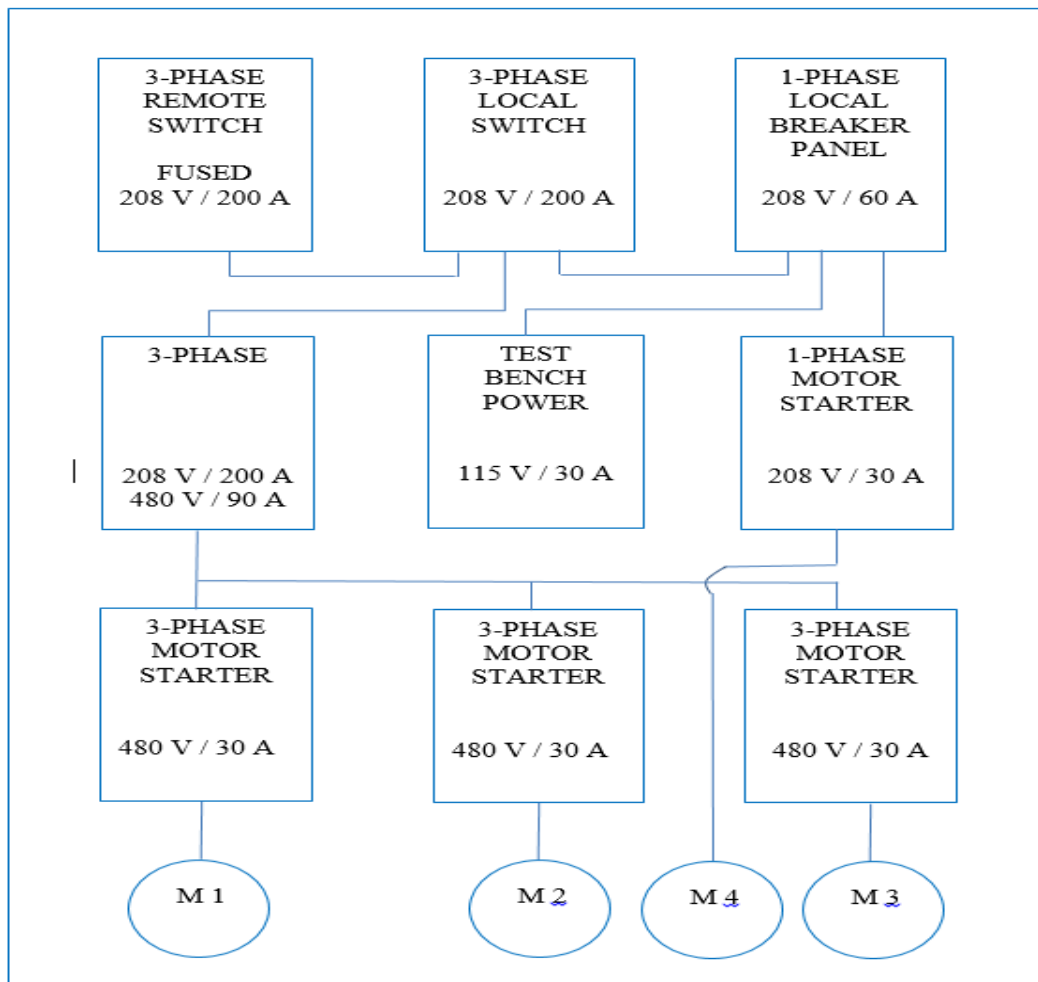 3-PHASE
REMOTE
SWITCH
FUSED
208 V / 200 A
3-PHASE
LOCAL
SWITCH
208 V / 200 A
1-PHASE
LOCAL
BREAKER
PANEL
208 V / 60 A
3-PHASE
208 V / 200 A
480 V / 90 A
TEST
BENCH
POWER
115 V / 30 A
1-PHASE
MOTOR
STARTER
208 V / 30 A
3-PHASE
MOTOR
STARTER
480 V / 30 A
3-PHASE
MOTOR
STARTER
480 V / 30 A
3-PHASE
MOTOR
STARTER
480 V / 30 A
M 1
M 2
M 4
M 3